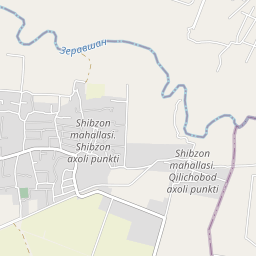 Зеравшан
Shibzon
mahallasi.
Shibzon
axoli punkti
Shibzon
mahallasi.
Qilichobod
axoli punkti